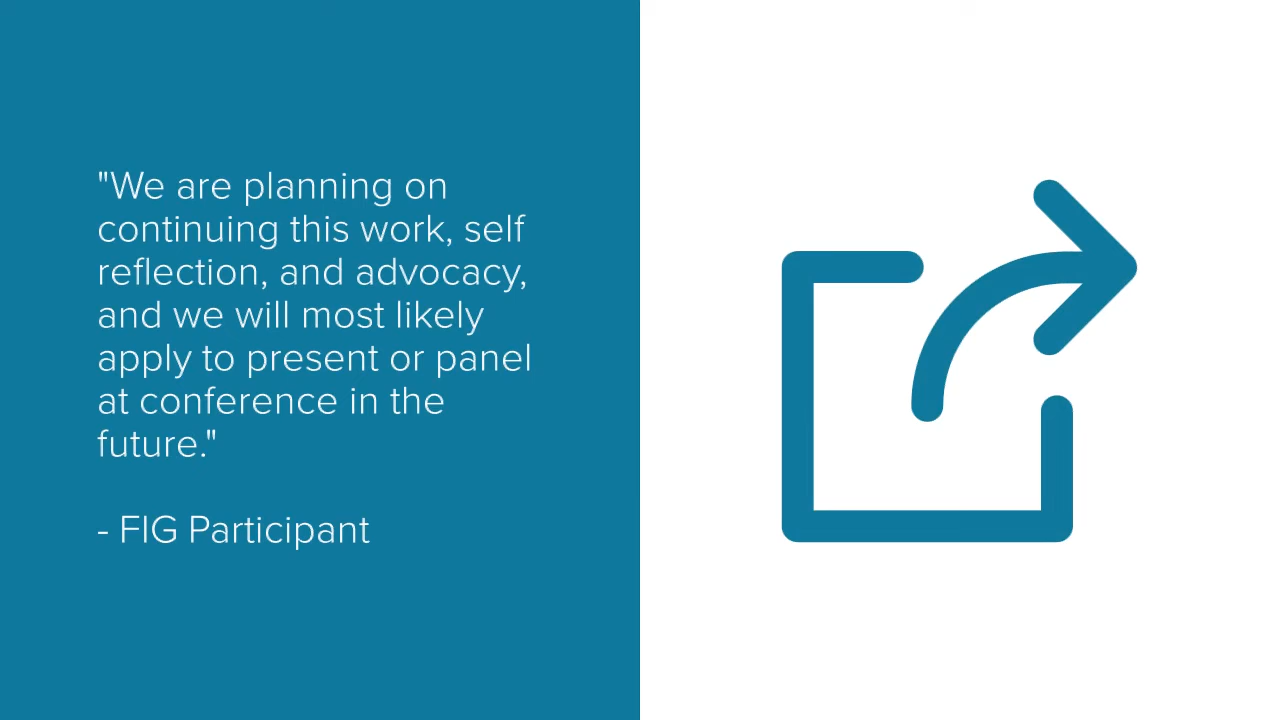 "We are planning on
continuing this work, self
reflection, and advocacy,
and we will most likely
apply to present or panel
at conference in the
future."
- FIG Participant